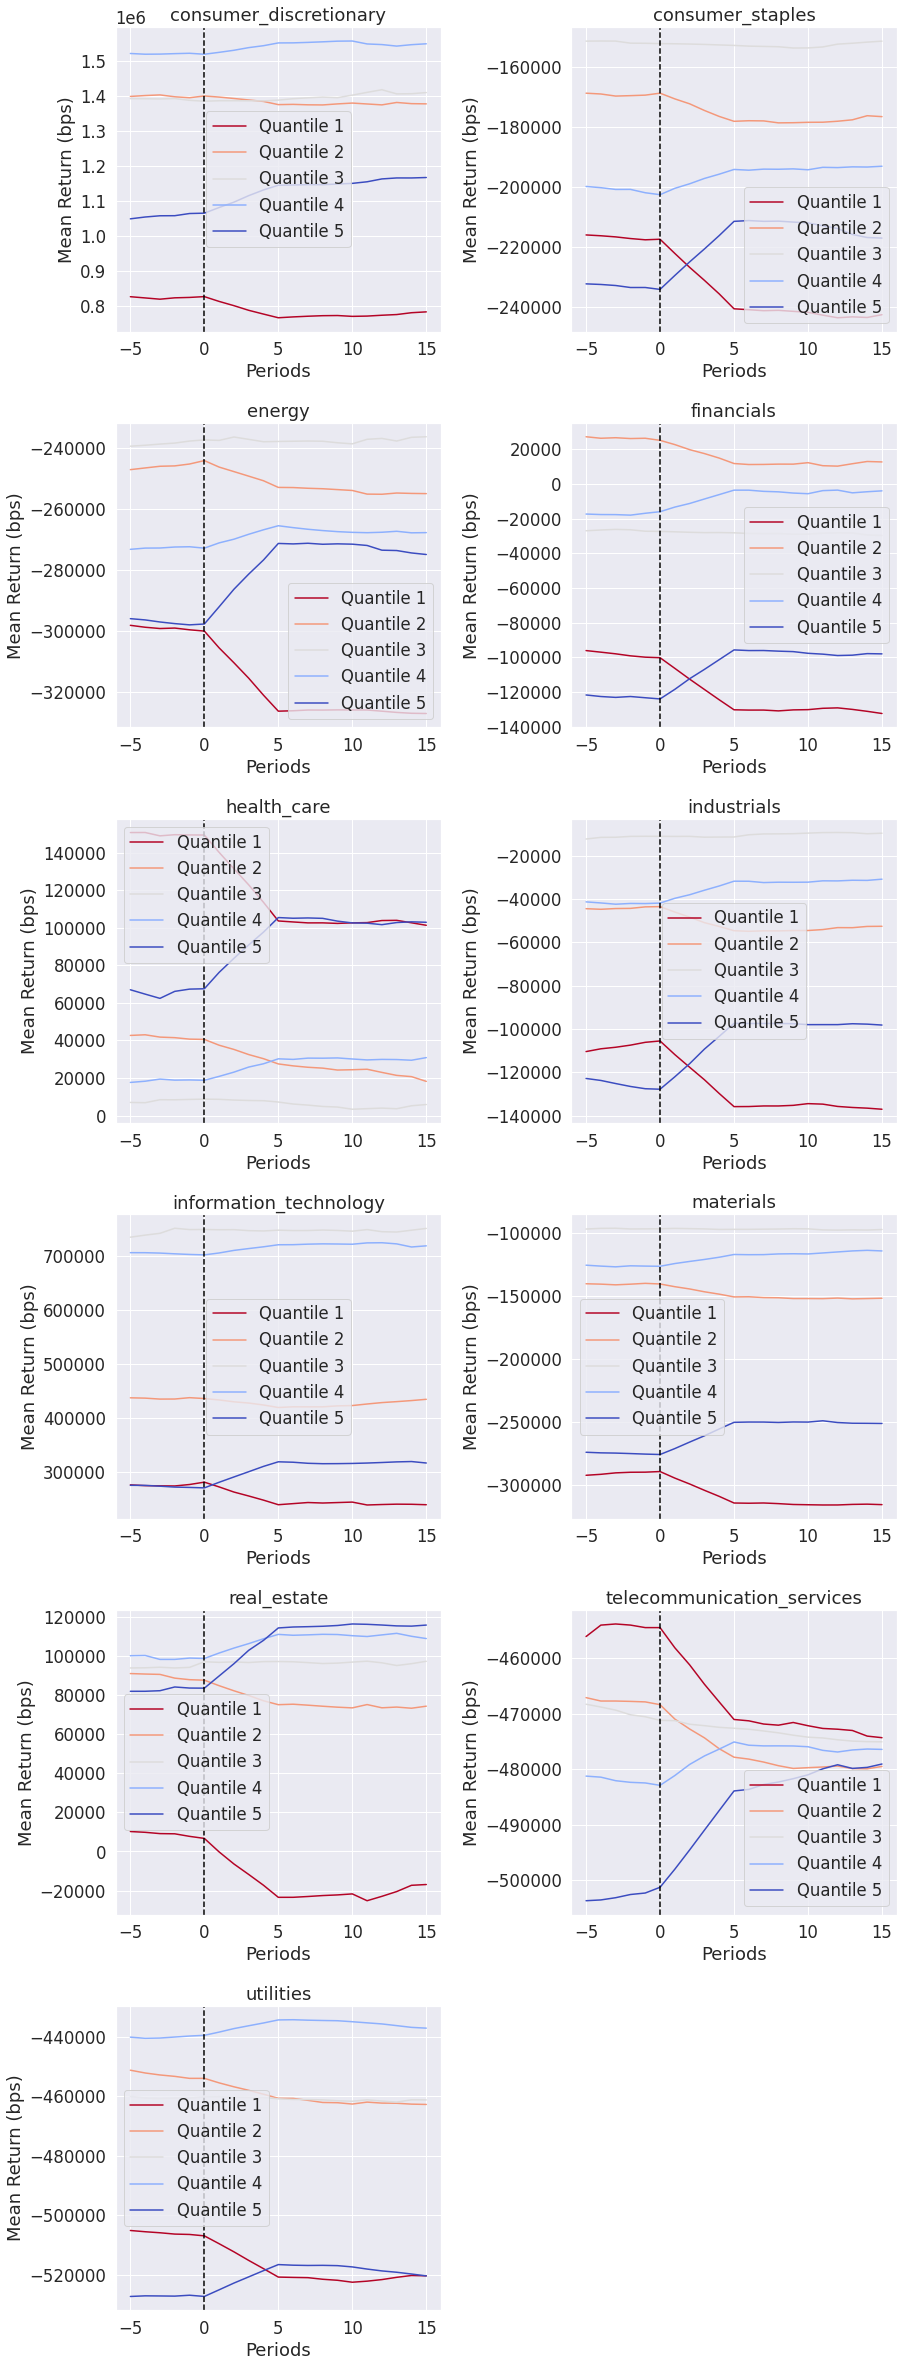 consumer_discretionary
1e6
Mean Return (bps)
1.5
1.4
1.3
1.2
1.1
1.0
0.9
0.8
Quantile 1
Quantile 2
Quantile 3
Quantile 4
Quantile 5
−5 0 5 10 15
Periods
consumer_staples
Mean Return (bps)
−160000
−180000
−200000
−220000
−240000
Quantile 1
Quantile 2
Quantile 3
Quantile 4
Quantile 5
−5 0 5 10 15
Periods
energy
Mean Return (bps)
−240000
−260000
−280000
−300000
−320000
Quantile 1
Quantile 2
Quantile 3
Quantile 4
Quantile 5
−5 0 5 10 15
Periods
financials
Mean Return (bps)
20000
0
−20000
−40000
−60000
−80000
−100000
−120000
−140000
Quantile 1
Quantile 2
Quantile 3
Quantile 4
Quantile 5
−5 0 5 10 15
Periods
health_care
Mean Return (bps)
140000
120000
100000
80000
60000
40000
20000
0
Quantile 1
Quantile 2
Quantile 3
Quantile 4
Quantile 5
−5 0 5 10 15
Periods
industrials
Mean Return (bps)
−20000
−40000
−60000
−80000
−100000
−120000
−140000
Quantile 1
Quantile 2
Quantile 3
Quantile 4
Quantile 5
−5 0 5 10 15
Periods
information_technology
Mean Return (bps)
700000
600000
500000
400000
300000
Quantile 1
Quantile 2
Quantile 3
Quantile 4
Quantile 5
−5 0 5 10 15
Periods
materials
Mean Return (bps)
−100000
−150000
−200000
−250000
−300000
Quantile 1
Quantile 2
Quantile 3
Quantile 4
Quantile 5
−5 0 5 10 15
Periods
real_estate
Mean Return (bps)
120000
100000
80000
60000
40000
20000
0
−20000
Quantile 1
Quantile 2
Quantile 3
Quantile 4
Quantile 5
−5 0 5 10 15
Periods
telecommunication_services
Mean Return (bps)
−460000
−470000
−480000
−490000
−500000
Quantile 1
Quantile 2
Quantile 3
Quantile 4
Quantile 5
−5 0 5 10 15
Periods
utilities
Mean Return (bps)
−440000
−460000
−480000
−500000
−520000
Quantile 1
Quantile 2
Quantile 3
Quantile 4
Quantile 5
−5 0 5 10 15
Periods